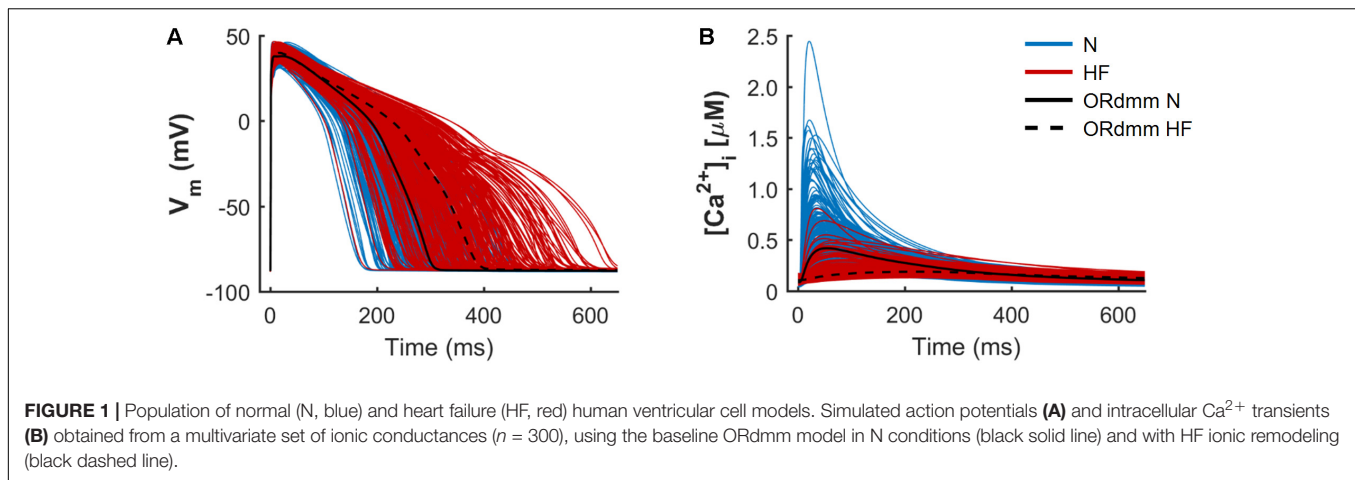 A
50
0
-50
-100
V_m (mV)
0
200
400
600
Time (ms)
B
2.5
2.0
1.5
1.0
0.5
0
[Ca²⁺]ᵢ [μM)
0
200
400
600
Time (ms)
N
HF
ORdmm N
ORdmm HF
FIGURE 1 | Population of normal (N, blue) and heart failure (HF, red) human ventricular cell models. Simulated action potentials (A) and intracellular Ca²⁺ transients
(B) obtained from a multivariate set of ionic conductances (n = 300), using the baseline ORdmm model in N conditions (black solid line) and with HF ionic remodeling
(black dashed line).